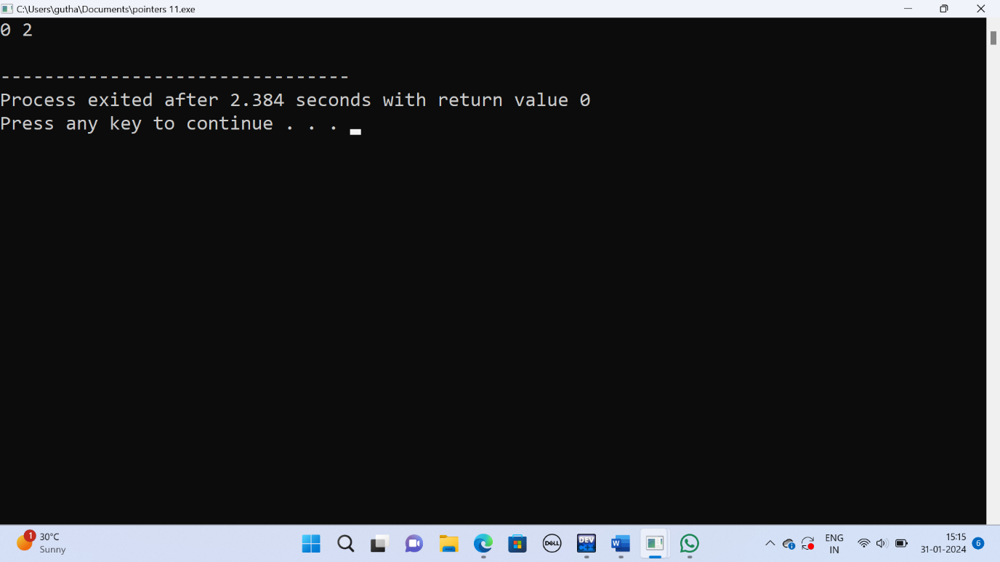 C:\Users\gutha\Documents\pointers 11.exe
0 2
--------------------------------
Process exited after 2.384 seconds with return value 0
Press any key to continue . . .
1
30°C
Sunny
DELL
DEV
C++
W
ENG
IN
15:15
31-01-2024
6